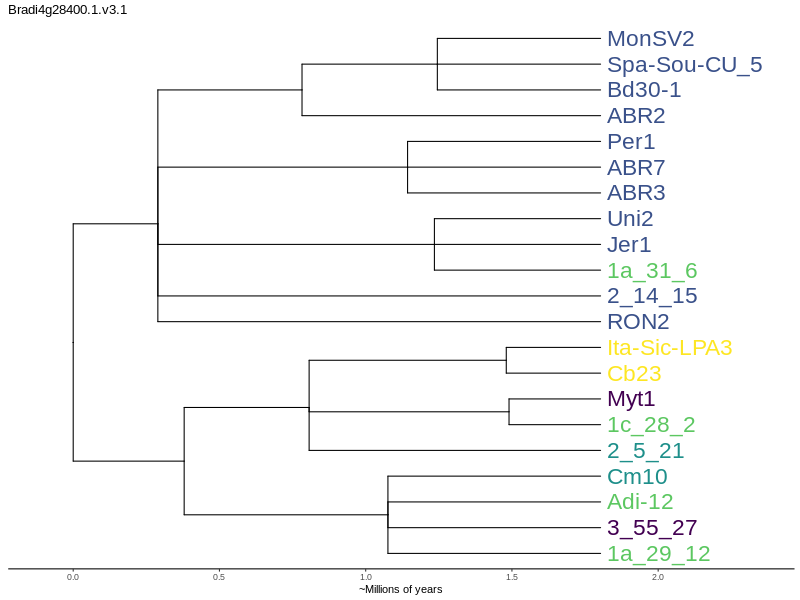 Bradi4g28400.1.v3.1
MonSV2
Spa-Sou-CU_5
Bd30-1
ABR2
Per1
ABR7
ABR3
Uni2
Jer1
1a_31_6
2_14_15
RON2
Ita-Sic-LPA3
Cb23
Myt1
1c_28_2
2_5_21
Cm10
Adi-12
3_55_27
1a_29_12
0.0 0.5 1.0 1.5 2.0
~Millions of years